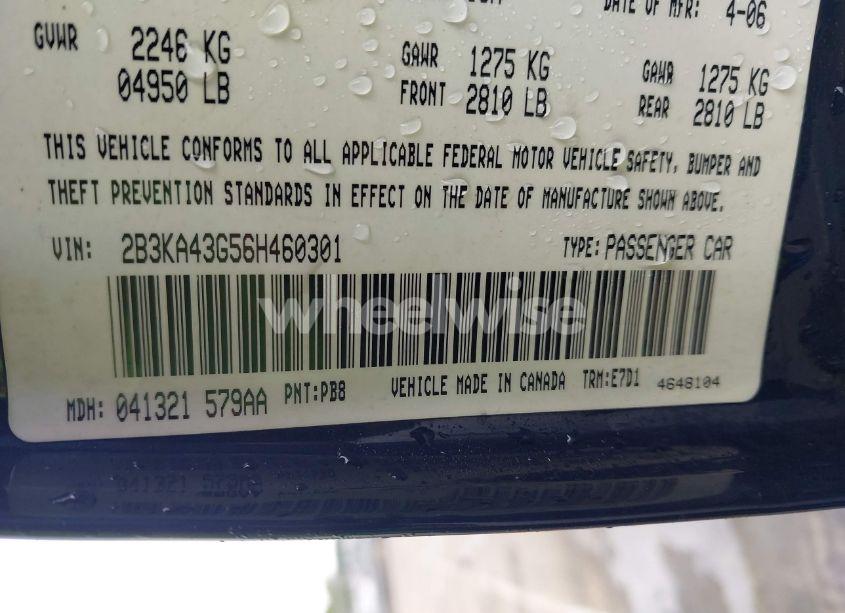 DATE OF MFR: 4-06
GVWR 2246 KG GAWR 1275 KG GAWR 1275 KG
04950 LB FRONT 2810 LB REAR 2810 LB
THIS VEHICLE CONFORMS TO ALL APPLICABLE FEDERAL MOTOR VEHICLE SAFETY, BUMPER AND
THEFT PREVENTION STANDARDS IN EFFECT ON THE DATE OF MANUFACTURE SHOWN ABOVE.
VIN: 2B3KA43G56H460301 TYPE: PASSENGER CAR
wheelwise
MDH: 041321 579AA PNT:PB8 VEHICLE MADE IN CANADA TRM:E7D1 4648104